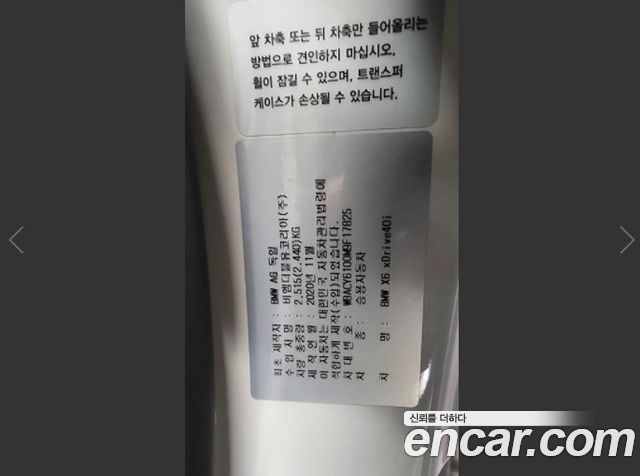 앞 차축 또는 뒤 차축만 들어올리는
방법으로 견인하지 마십시오.
휠이 잠길 수 있으며, 트랜스퍼
케이스가 손상될 수 있습니다.
최초 제작자 : BMW AG 독일
수 입 사 명 : 비엠더블유코리아(주)
차량 총중량 : 2,515(2,440)KG
제 작 연 월 : 2020년 11월
이 자동차는 대한민국 자동차관리법령에
적합하게 제작(수입)되었습니다.
차 대 번 호 : WBACY6100M9F17825
차 종 : 승용자동차
차 명 : BMW X6 xDrive40i
신뢰를 더하다
encar.com